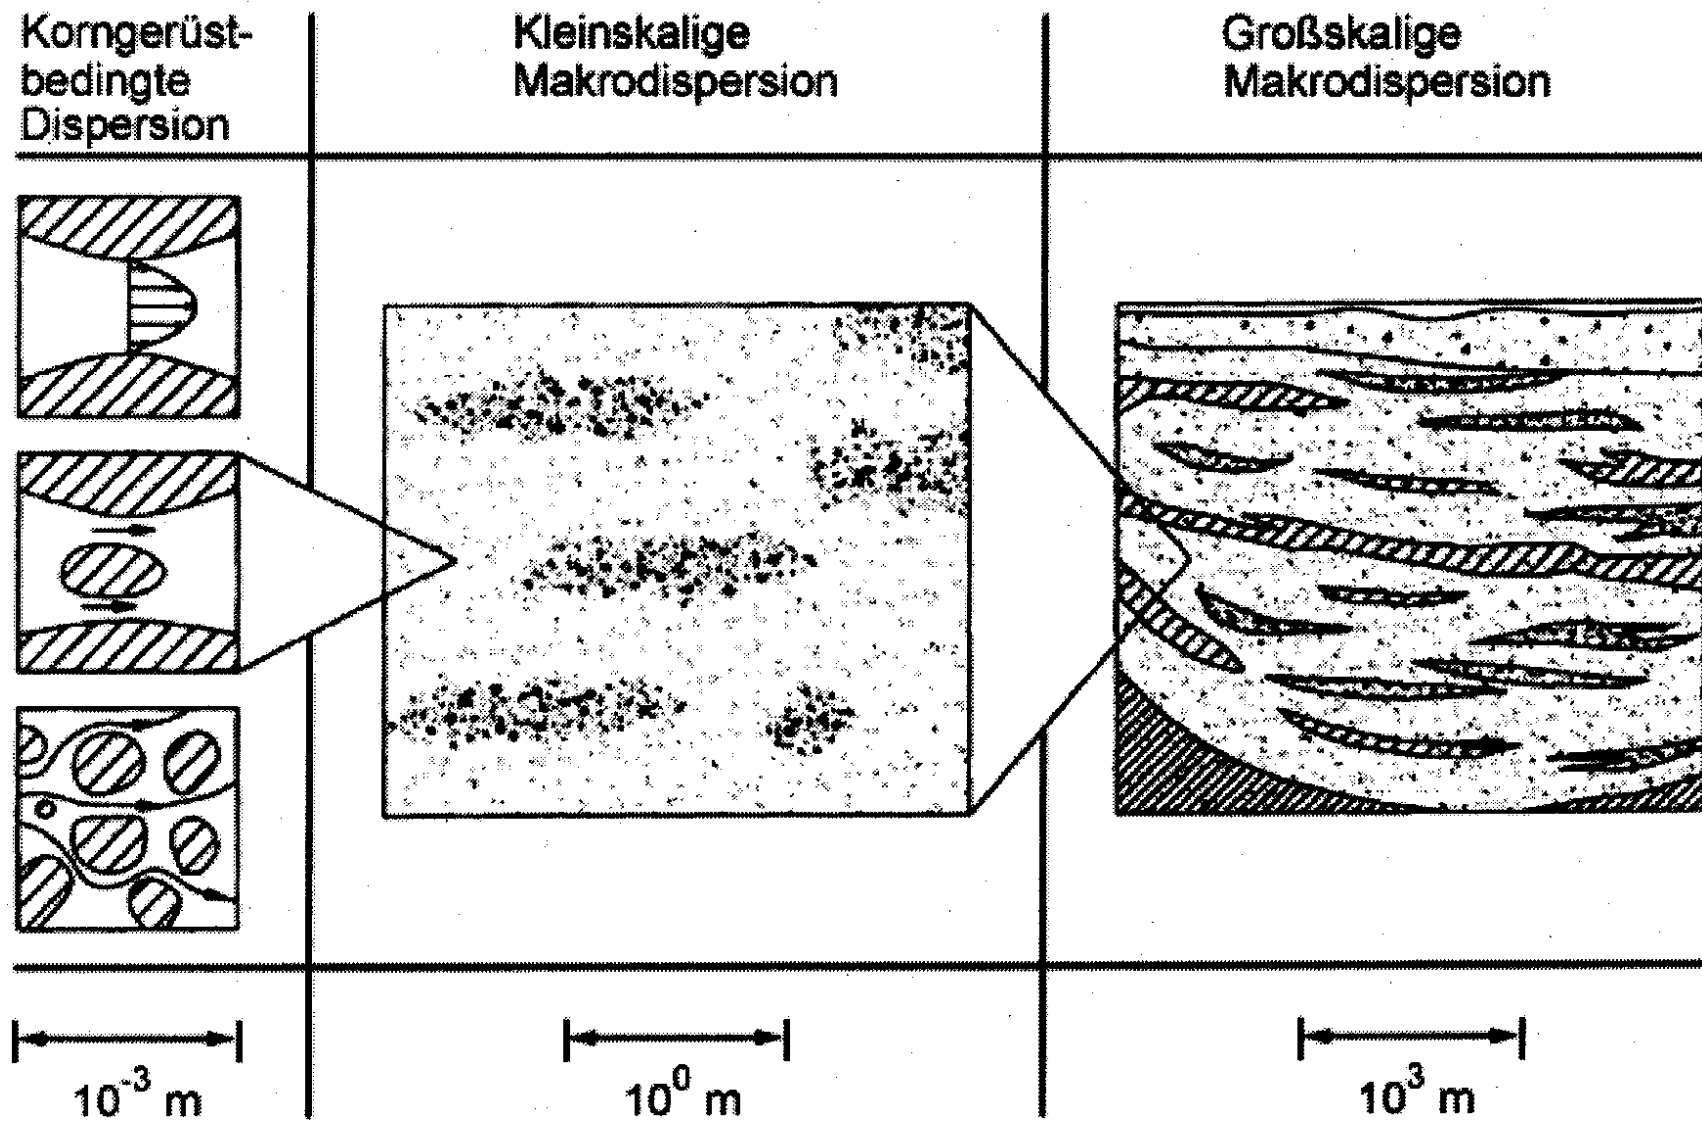 Korngerüst-
bedingte
Dispersion
Kleinskalige
Makrodispersion
Großskalige
Makrodispersion
10⁻³ m
10⁰ m
10³ m